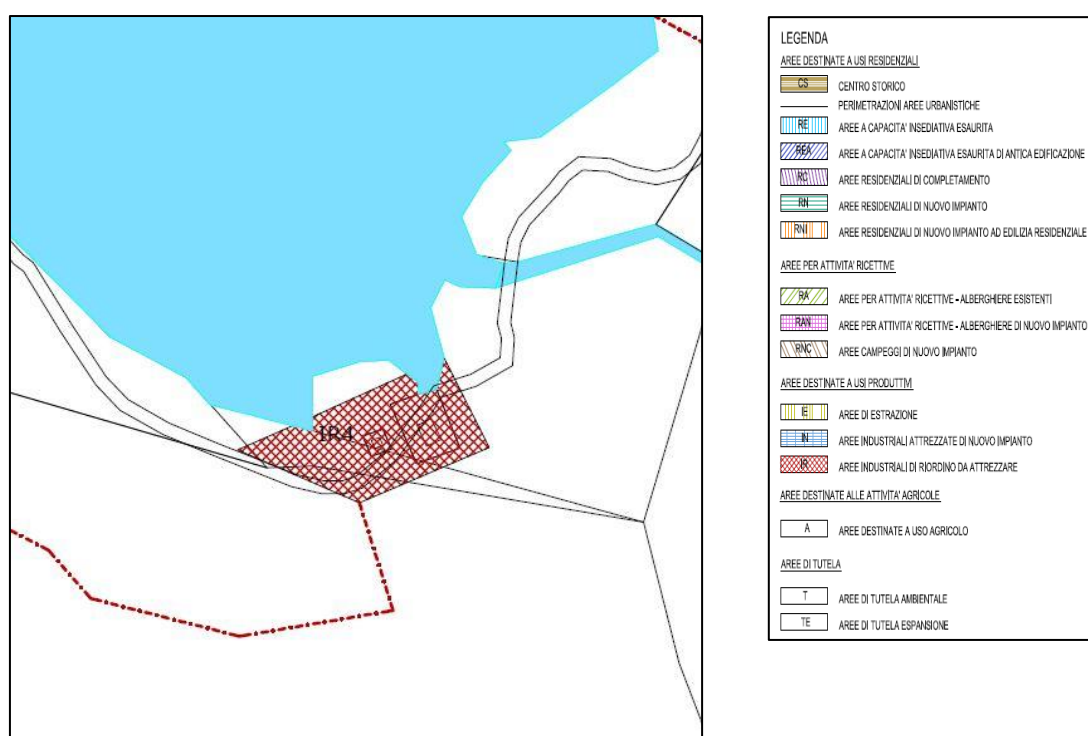 IR4
LEGENDA
AREE DESTINATE A USI RESIDENZIALI
CS CENTRO STORICO
PERIMETRAZIONI AREE URBANISTICHE
RE AREE A CAPACITA' INSEDIATIVA ESAURITA
REA AREE A CAPACITA' INSEDIATIVA ESAURITA DI ANTICA EDIFICAZIONE
RC AREE RESIDENZIALI DI COMPLETAMENTO
RN AREE RESIDENZIALI DI NUOVO IMPIANTO
RNI AREE RESIDENZIALI DI NUOVO IMPIANTO AD EDILIZIA RESIDENZIALE
AREE PER ATTIVITA' RICETTIVE
RA AREE PER ATTIVITA' RICETTIVE - ALBERGHIERE ESISTENTI
RAN AREE PER ATTIVITA' RICETTIVE - ALBERGHIERE DI NUOVO IMPIANTO
RNC AREE CAMPEGGI DI NUOVO IMPIANTO
AREE DESTINATE A USI PRODUTTIVI
IE AREE DI ESTRAZIONE
IN AREE INDUSTRIALI ATTREZZATE DI NUOVO IMPIANTO
IR AREE INDUSTRIALI DI RIORDINO DA ATTREZZARE
AREE DESTINATE ALLE ATTIVITA' AGRICOLE
A AREE DESTINATE A USO AGRICOLO
AREE DI TUTELA
T AREE DI TUTELA AMBIENTALE
TE AREE DI TUTELA ESPANSIONE